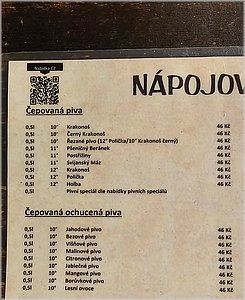 Nabídka CZ
NÁPOJOV
Čepovaná piva
0,5l 10° Krakonoš 46 Kč
0,5l 10° Černý Krakonoš 46 Kč
0,5l 10° Řezané pivo (12° Polička/10° Krakonoš černý) 46 Kč
0,5l 11° Pšeničný Beránek 46 Kč
0,5l 11° Postřižiny 46 Kč
0,5l 11° Svijanský Máz 46 Kč
0,5l 12° Krakonoš 46 Kč
0,5l 12° Polička 46 Kč
0,5l 12° Holba 46 Kč
0,5l Pivní speciál dle nabídky pivních speciálů
Čepovaná ochucená piva
0,5l 10° Jahodové pivo 46 Kč
0,5l 10° Bezové pivo 46 Kč
0,5l 10° Višňové pivo 46 Kč
0,5l 10° Malinové pivo 46 Kč
0,5l 10° Citronové pivo 46 Kč
0,5l 10° Jablečné pivo 46 Kč
0,5l 10° Mangové pivo 46 Kč
0,5l 10° Borůvkové pivo 46 Kč
0,5l 10° Lesní ovoce 46 Kč